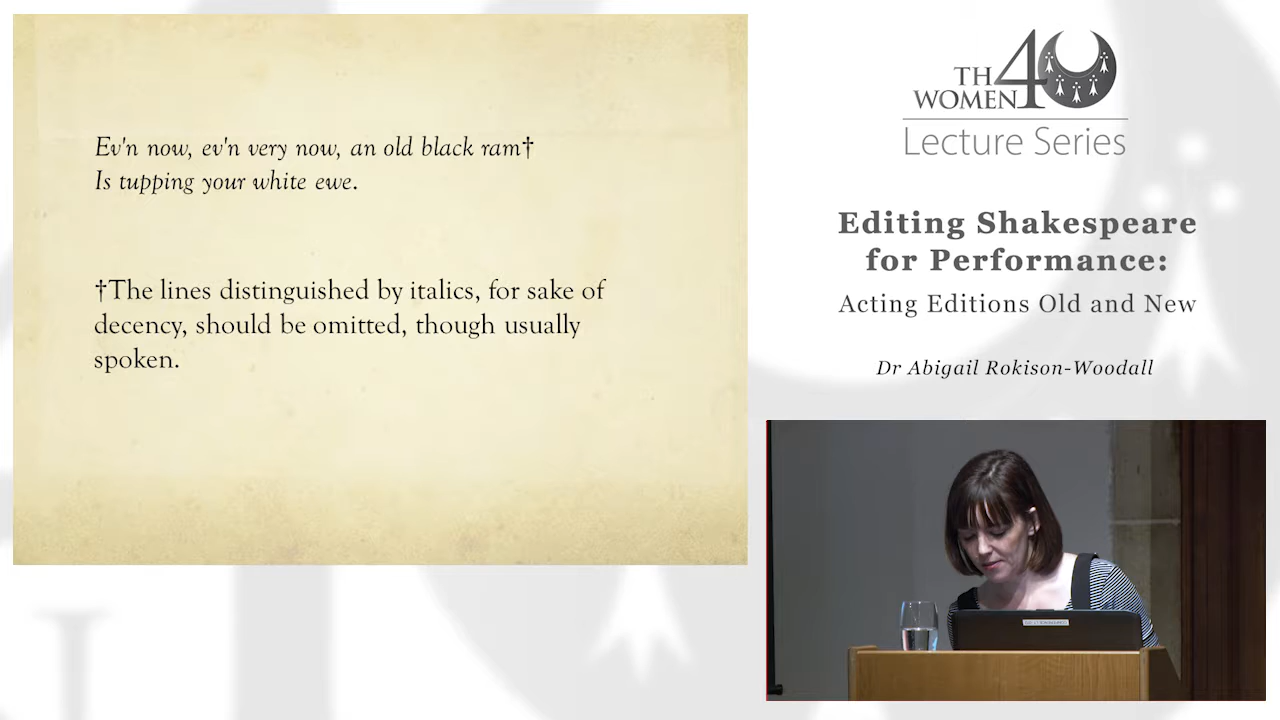 Ev'n now, ev'n very now, an old black ram†
Is tupping your white ewe.
†The lines distinguished by italics, for sake of
decency, should be omitted, though usually
spoken.
TH
WOMEN40
Lecture Series
Editing Shakespeare
for Performance:
Acting Editions Old and New
Dr Abigail Rokison-Woodall